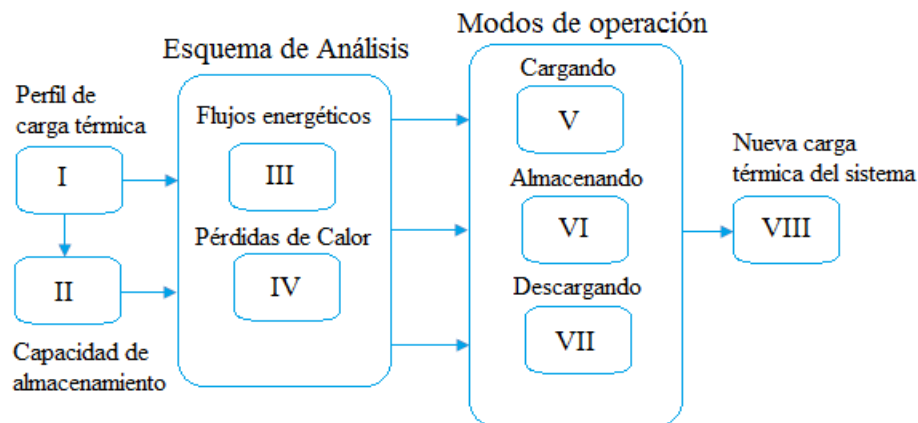 Modos de operación
Esquema de Análisis
Perfil de
carga térmica
I
II
Capacidad de
almacenamiento
Flujos energéticos
III
Pérdidas de Calor
IV
Cargando
V
Almacenando
VI
Descargando
VII
Nueva carga
térmica del sistema
VIII